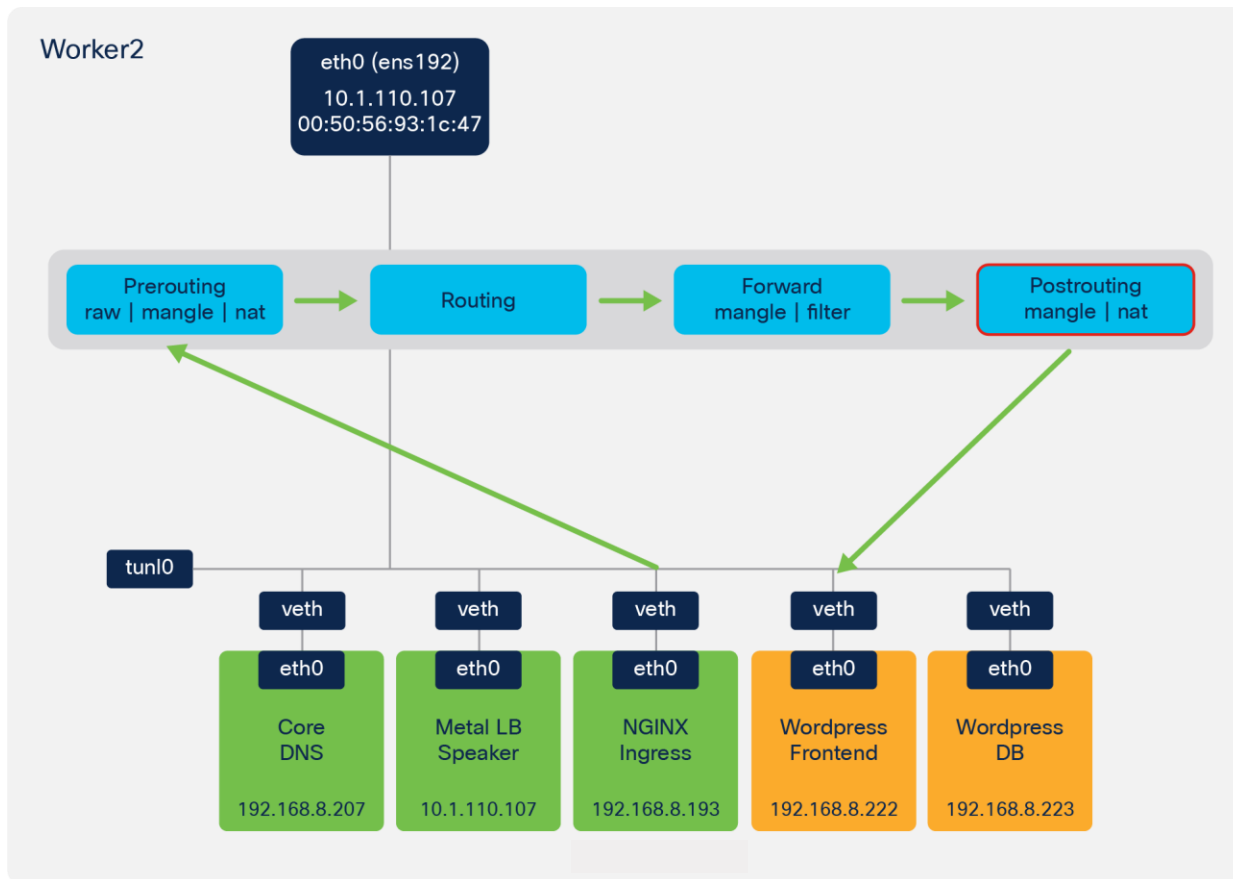 Worker2
eth0 (ens192)
10.1.110.107
00:50:56:93:1c:47
Prerouting
raw | mangle | nat
Routing
Forward
mangle | filter
Postrouting
mangle | nat
tunl0
veth
veth
veth
veth
veth
eth0
eth0
eth0
eth0
eth0
Core
DNS
192.168.8.207
Metal LB
Speaker
10.1.110.107
NGINX
Ingress
192.168.8.193
Wordpress
Frontend
192.168.8.222
Wordpress
DB
192.168.8.223